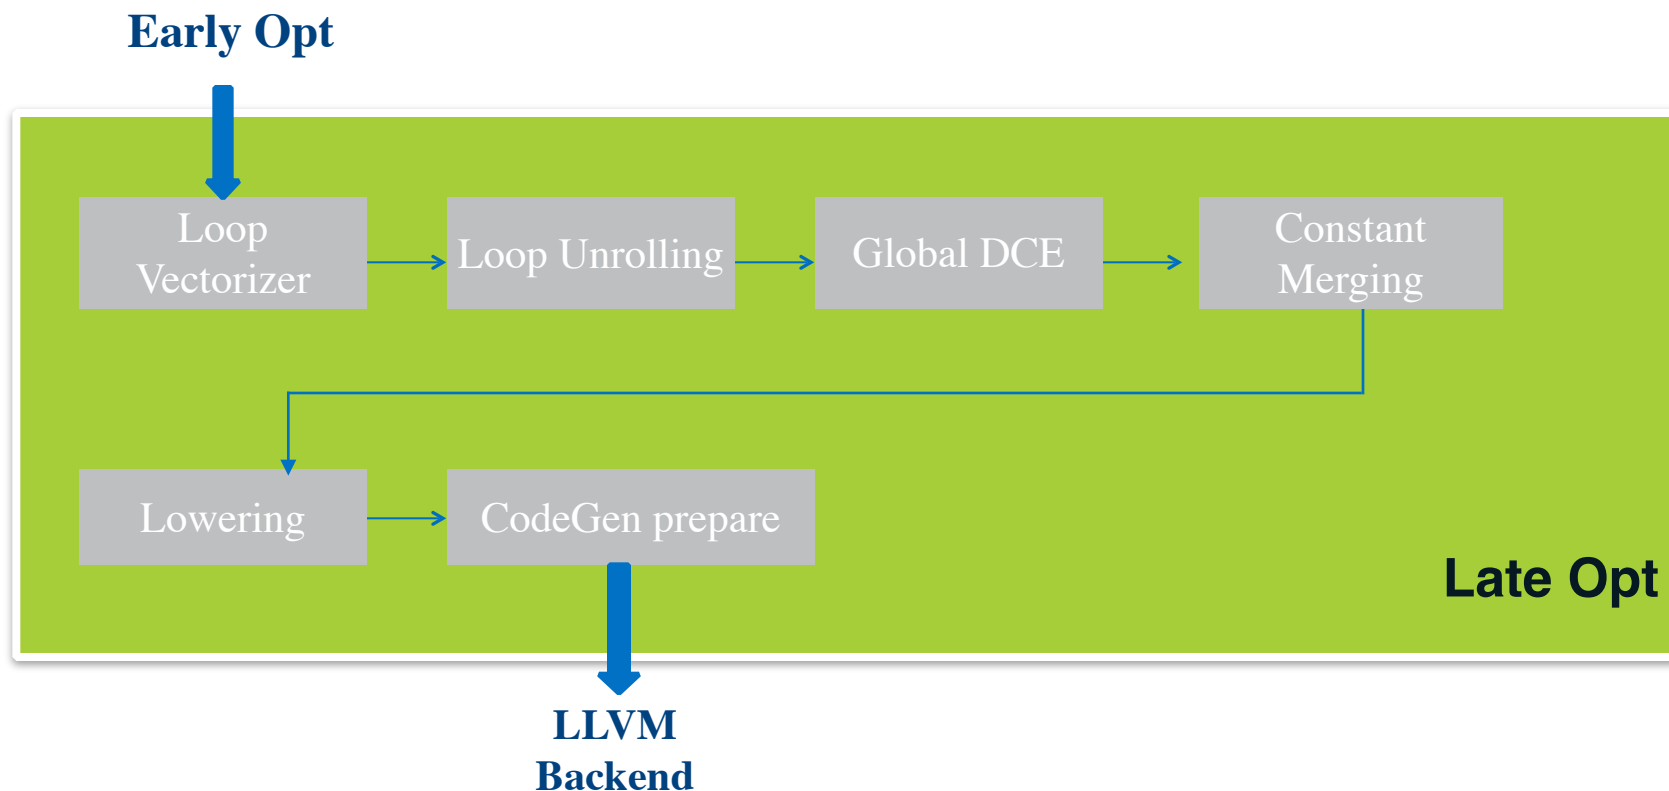 Early Opt
Loop
Vectorizer
Loop Unrolling
Global DCE
Constant
Merging
Lowering
CodeGen prepare
Late Opt
LLVM
Backend